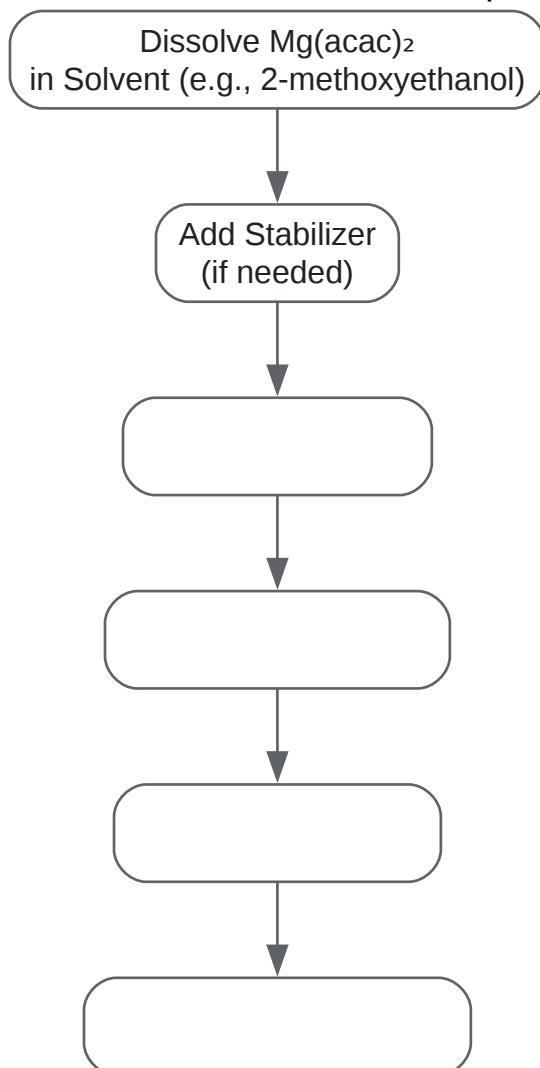 Dissolve Mg(acac)₂
in Solvent (e.g., 2-methoxyethanol)
Add Stabilizer
(if needed)